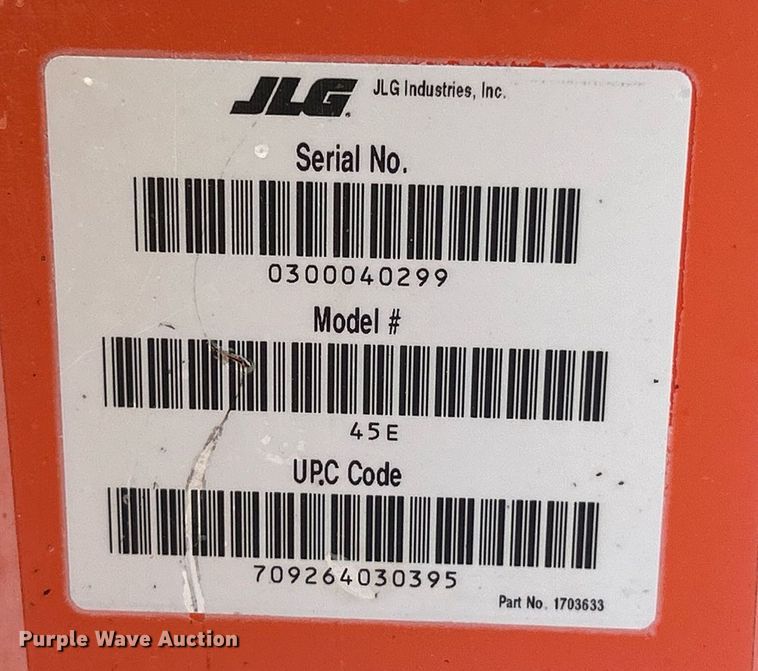 JLG JLG Industries, Inc.
Serial No.
0300040299
Model #
45E
UPC Code
709264030395
Part No. 1703633
Purple Wave Auction